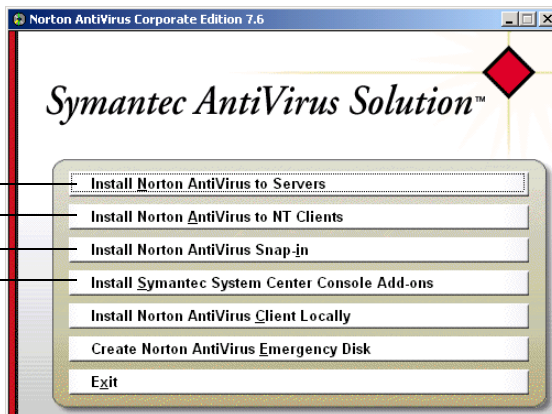 Norton AntiVirus Corporate Edition 7.6
Symantec AntiVirus Solution™
Install Norton AntiVirus to Servers
Install Norton AntiVirus to NT Clients
Install Norton AntiVirus Snap-in
Install Symantec System Center Console Add-ons
Install Norton AntiVirus Client Locally
Create Norton AntiVirus Emergency Disk
Exit